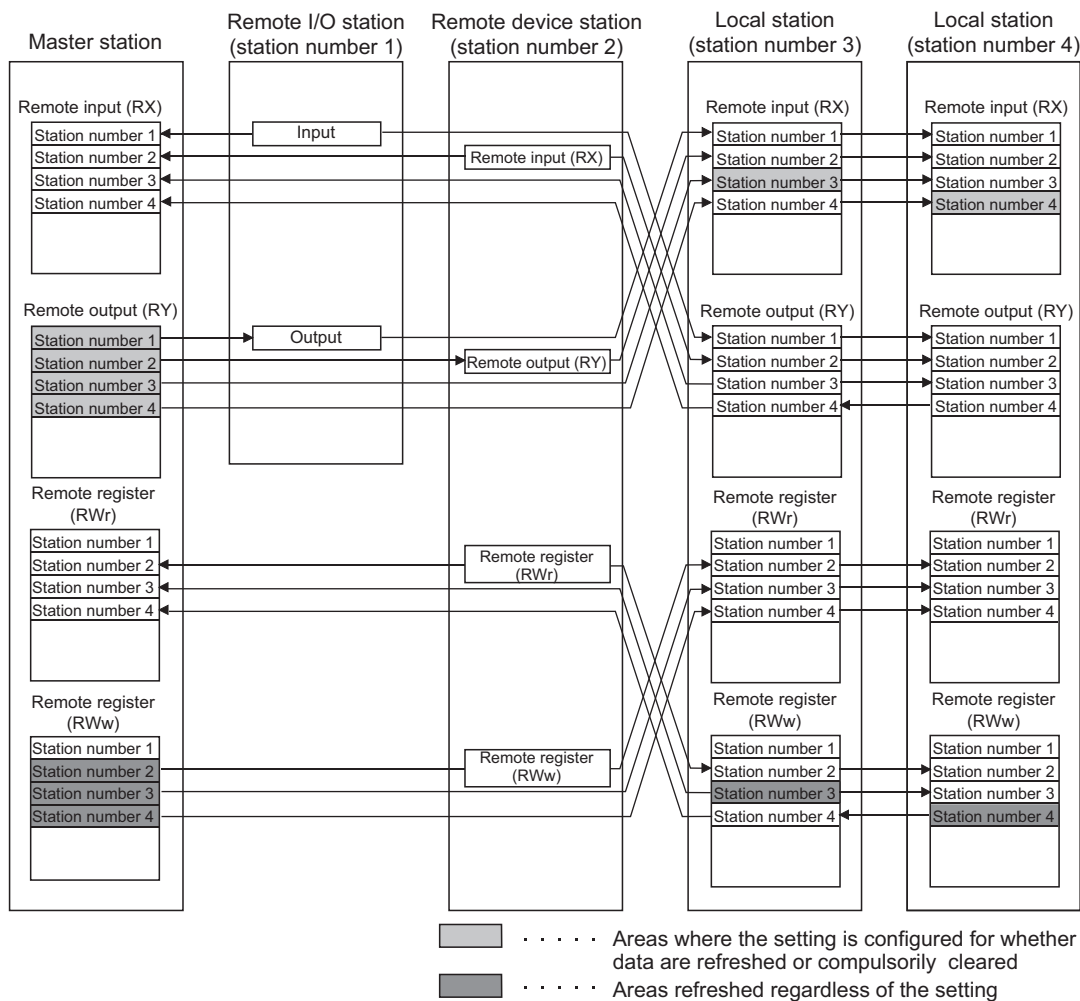 Master station
Remote I/O station
(station number 1)
Remote device station
(station number 2)
Local station
(station number 3)
Local station
(station number 4)
Remote input (RX)
Station number 1
Station number 2
Station number 3
Station number 4
Input
Remote input (RX)
Remote input (RX)
Station number 1
Station number 2
Station number 3
Station number 4
Remote input (RX)
Station number 1
Station number 2
Station number 3
Station number 4
Remote output (RY)
Station number 1
Station number 2
Station number 3
Station number 4
Output
Remote output (RY)
Remote output (RY)
Station number 1
Station number 2
Station number 3
Station number 4
Remote output (RY)
Station number 1
Station number 2
Station number 3
Station number 4
Remote register
(RWr)
Station number 1
Station number 2
Station number 3
Station number 4
Remote register
(RWr)
Remote register
(RWr)
Station number 1
Station number 2
Station number 3
Station number 4
Remote register
(RWr)
Station number 1
Station number 2
Station number 3
Station number 4
Remote register
(RWw)
Station number 1
Station number 2
Station number 3
Station number 4
Remote register
(RWw)
Remote register
(RWw)
Station number 1
Station number 2
Station number 3
Station number 4
Remote register
(RWw)
Station number 1
Station number 2
Station number 3
Station number 4
· · · · · Areas where the setting is configured for whether
data are refreshed or compulsorily cleared
· · · · · Areas refreshed regardless of the setting